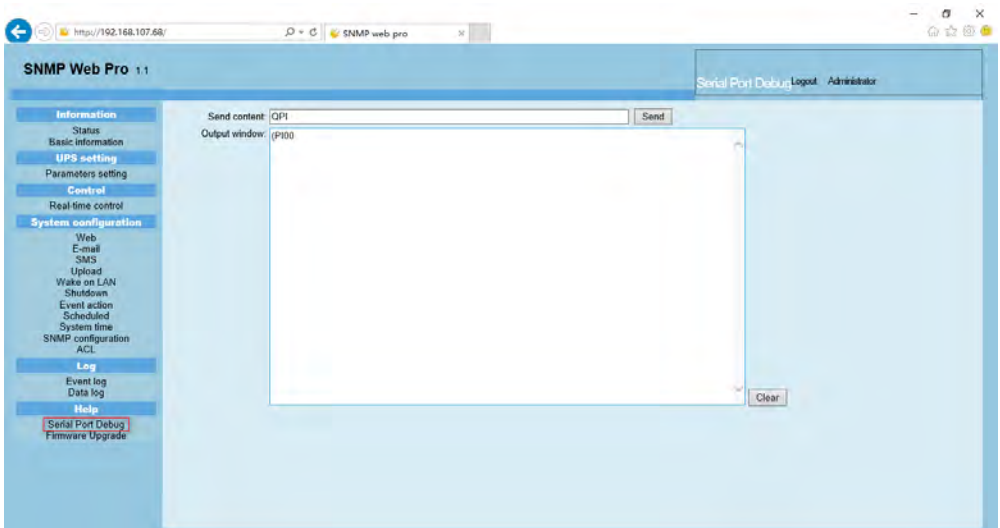 http://192.168.107.68/
SNMP web pro
SNMP Web Pro 1.1
Serial Port Debug Logout Administrator
Information
Status
Basic information
UPS setting
Parameters setting
Control
Real-time control
System configuration
Web
E-mail
SMS
Upload
Wake on LAN
Shutdown
Event action
Scheduled
System time
SNMP configuration
ACL
Log
Event log
Data log
Help
Serial Port Debug
Firmware Upgrade
Send content: QPI Send
Output window: (PI00
Clear